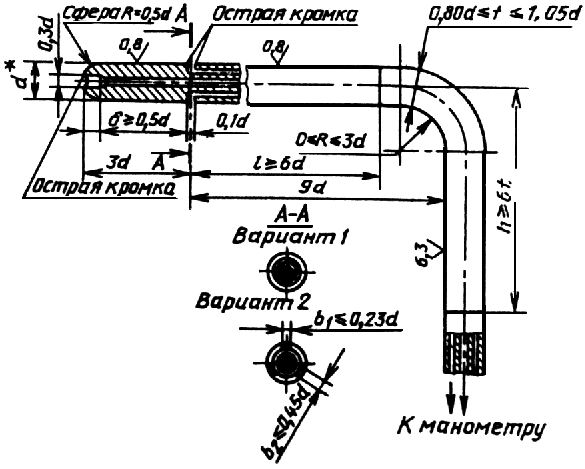 Сфера R=0,5d
А
Острая кромка
0,80d ≤ t ≤ 1,05d
0,3d
0,8
0,8
d*
б ≥ 0,5d
0,1d
0≤R≤3d
А
3d
l ≥ 6d
Острая кромка
9d
h ≥ 6t
А-А
Вариант 1
6,3
Вариант 2
b₁ ≤ 0,23d
b₂ ≤ 0,45d
К манометру